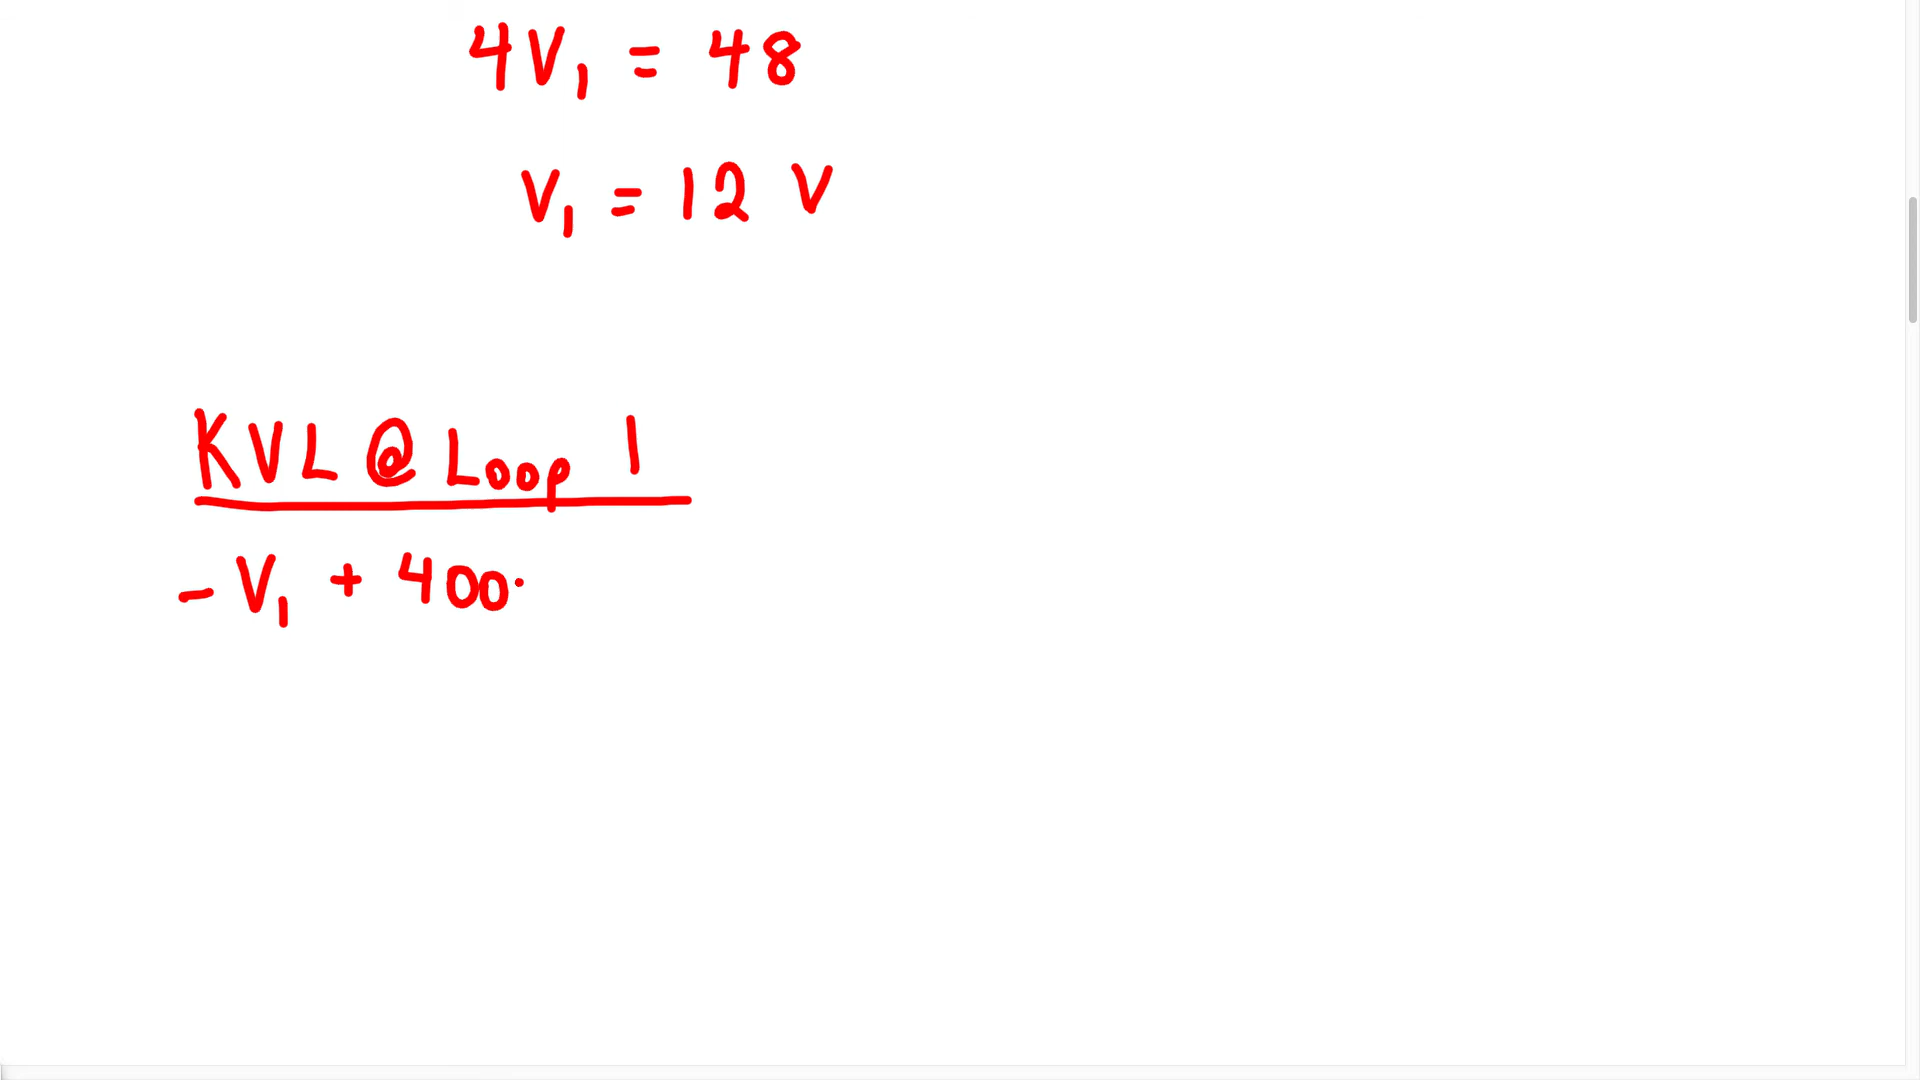 4V₁ = 48
V₁ = 12 V
KVL @ Loop 1
- V₁ + 400